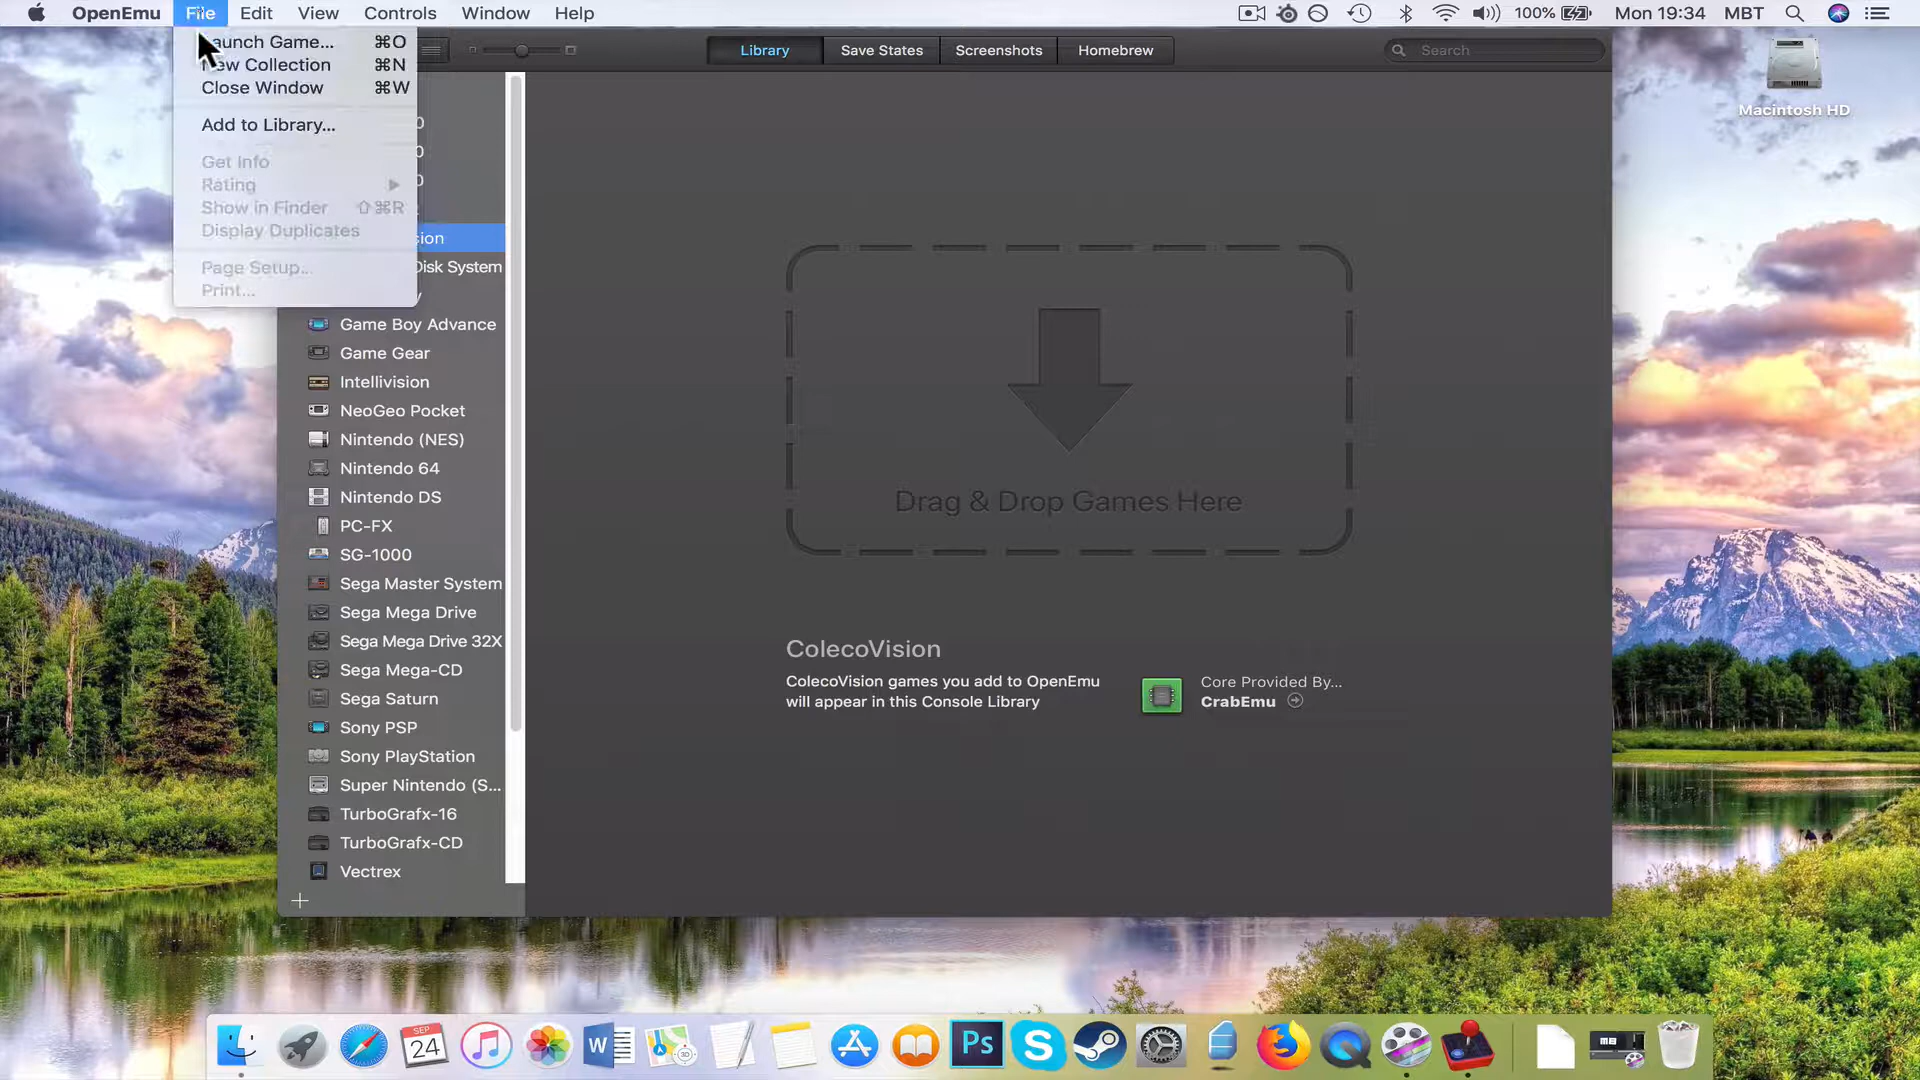 OpenEmu File Edit View Controls Window Help
100% Mon 19:34 MBT
Launch Game... ⌘O
New Collection ⌘N
Close Window ⌘W
Add to Library...
Get Info
Rating
Show in Finder ⇧⌘R
Display Duplicates
Page Setup...
Print...
Library Save States Screenshots Homebrew
Search
Macintosh HD
Disk System
Game Boy Advance
Game Gear
Intellivision
NeoGeo Pocket
Nintendo (NES)
Nintendo 64
Nintendo DS
PC-FX
SG-1000
Sega Master System
Sega Mega Drive
Sega Mega Drive 32X
Sega Mega-CD
Sega Saturn
Sony PSP
Sony PlayStation
Super Nintendo (S...
TurboGrafx-16
TurboGrafx-CD
Vectrex
Drag & Drop Games Here
ColecoVision
ColecoVision games you add to OpenEmu
will appear in this Console Library
Core Provided By...
CrabEmu
SEP
24
W
Ps
S